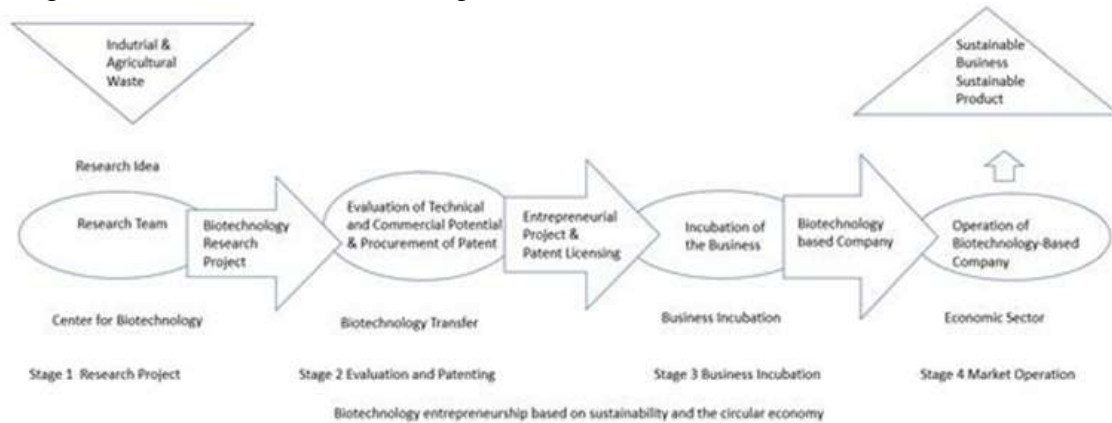 Indutrial &
Agricultural
Waste
Sustainable
Business
Sustainable
Product
Research Idea
Research Team
Biotechnology
Research
Project
Evaluation of Technical
and Commercial Potential
& Procurement of Patent
Entrepreneurial
Project &
Patent Licensing
Incubation of
the Business
Biotechnology
based Company
Operation of
Biotechnology-Based
Company
Center for Biotechnology
Biotechnology Transfer
Business Incubation
Economic Sector
Stage 1 Research Project
Stage 2 Evaluation and Patenting
Stage 3 Business Incubation
Stage 4 Market Operation
Biotechnology entrepreneurship based on sustainability and the circular economy